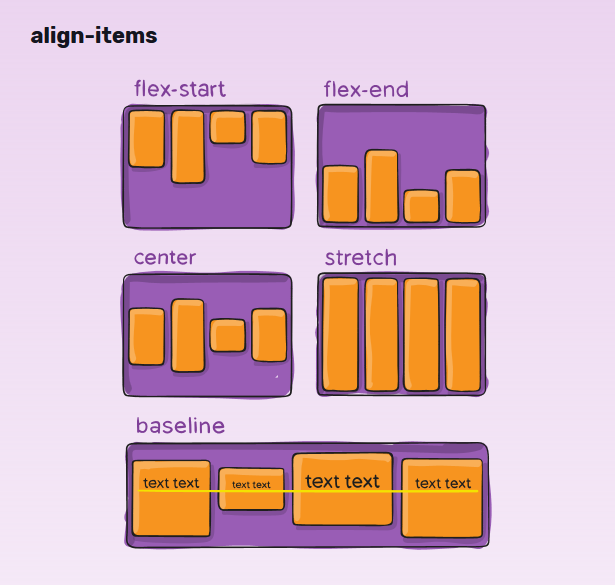 align-items
flex-start
flex-end
center
stretch
baseline
text text
text text
text text
text text